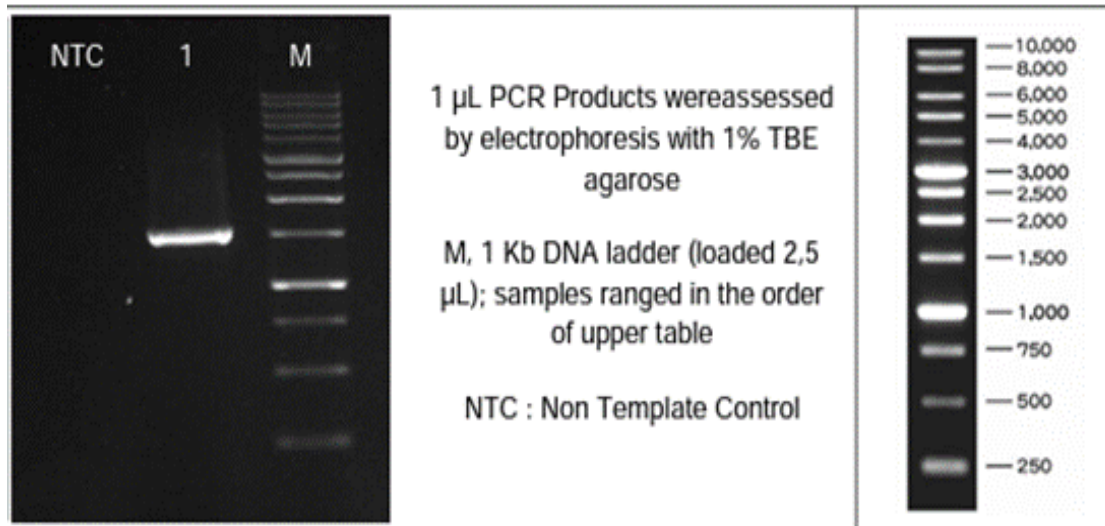 NTC 1 M
1 µL PCR Products wereassessed
by electrophoresis with 1% TBE
agarose
M, 1 Kb DNA ladder (loaded 2,5
µL); samples ranged in the order
of upper table
NTC : Non Template Control
10,000
8,000
6,000
5,000
4,000
3,000
2,500
2,000
1,500
1,000
750
500
250